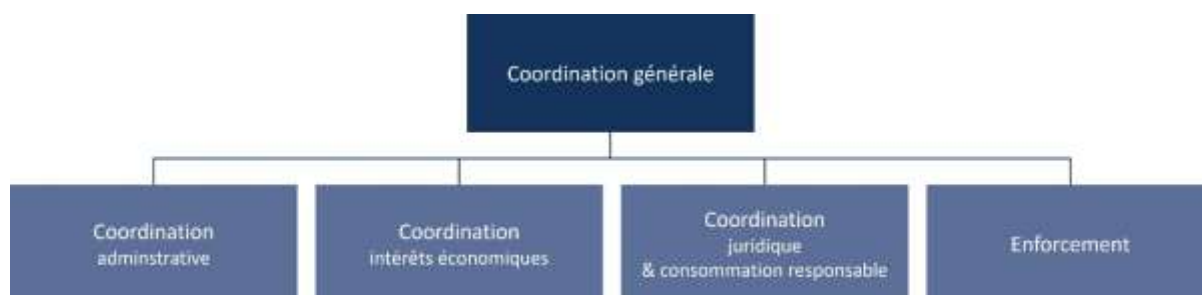 Coordination générale
Coordination
adminstrative
Coordination
intérêts économiques
Coordination
juridique
& consommation responsable
Enforcement